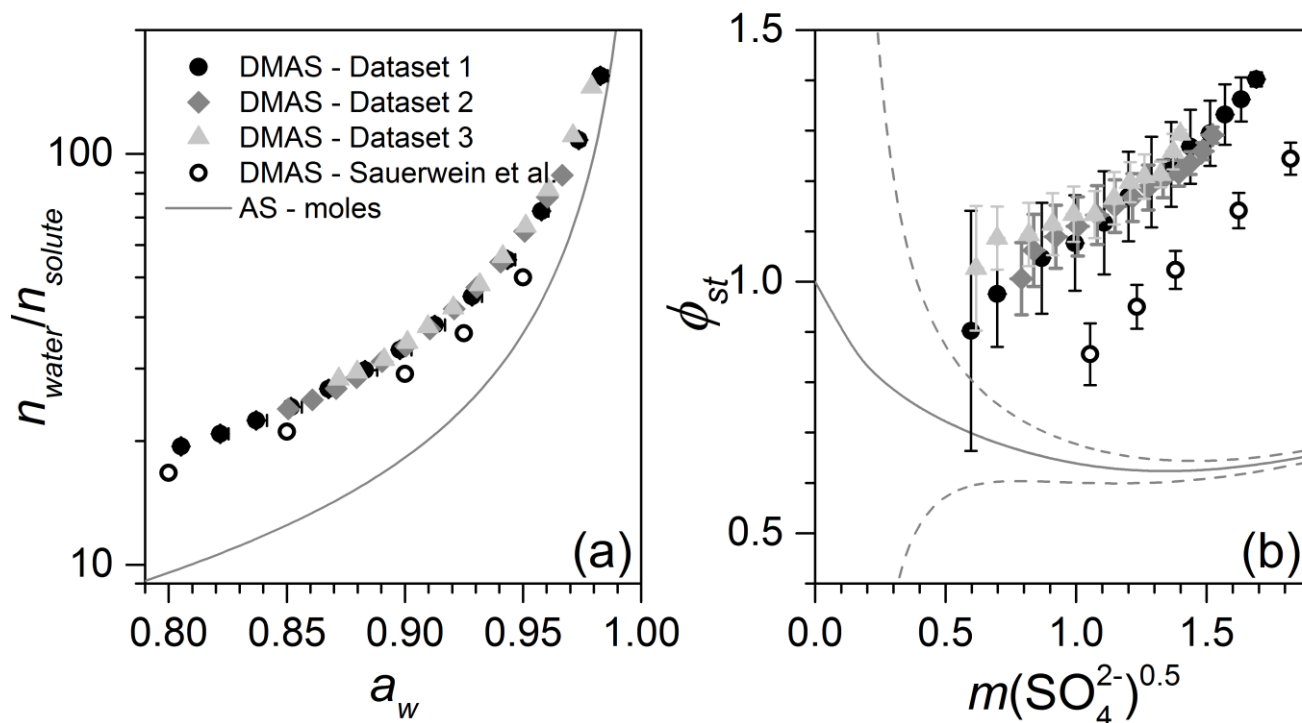 DMAS - Dataset 1
DMAS - Dataset 2
DMAS - Dataset 3
DMAS - Sauerwein et al.
AS - moles
100
10
n_water/n_solute
(a)
0.80 0.85 0.90 0.95 1.00
a_w
1.5
1.0
0.5
ϕ_st
(b)
0.0 0.5 1.0 1.5
m(SO₄²⁻)⁰·⁵